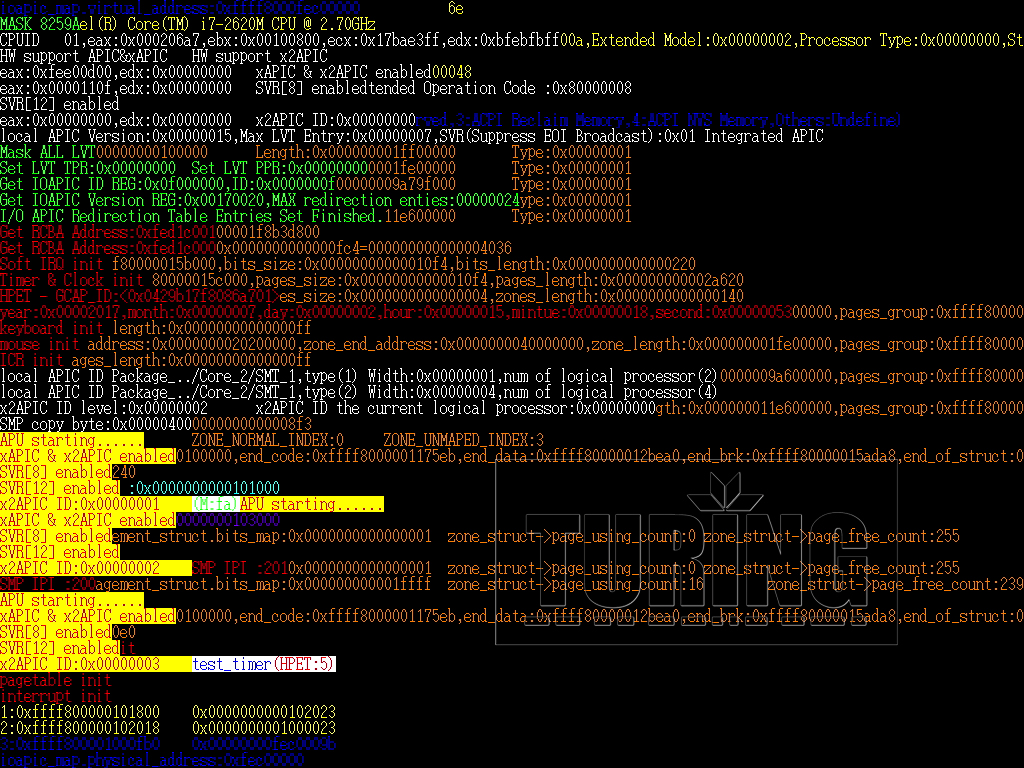 ioapic_map.virtual_address:0xffff8000fec00000 6e
MASK 8259Ael(R) Core(TM) i7-2620M CPU @ 2.70GHz
CPUID 01,eax:0x000206a7,ebx:0x00100800,ecx:0x17bae3ff,edx:0xbfebfbff00a,Extended Model:0x00000002,Processor Type:0x00000000,St
HW support APIC&xAPIC HW support x2APIC
eax:0xfee00d00,edx:0x00000000 xAPIC & x2APIC enabled00048
eax:0x0000110f,edx:0x00000000 SVR[8] enabledtended Operation Code :0x80000008
SVR[12] enabled
eax:0x00000000,edx:0x00000000 x2APIC ID:0x00000000rved,3:ACPI Reclaim Memory,4:ACPI NVS Memory,Others:Undefine)
local APIC Version:0x00000015,Max LVT Entry:0x00000007,SVR(Suppress EOI Broadcast):0x01 Integrated APIC
Mask ALL LVT00000000100000 Length:0x000000001ff00000 Type:0x00000001
Set LVT TPR:0x00000000 Set LVT PPR:0x000000000001fe00000 Type:0x00000001
Get IOAPIC ID REG:0x0f000000,ID:0x0000000f00000009a79f000 Type:0x00000001
Get IOAPIC Version REG:0x00170020,MAX redirection enties:00000024ype:0x00000001
I/O APIC Redirection Table Entries Set Finished.11e600000 Type:0x00000001
Get RCBA Address:0xfed1c00100001f8b3d800
Get RCBA Address:0xfed1c0000x0000000000000fc4=000000000000004036
Soft IRQ init f80000015b000,bits_size:0x00000000000010f4,bits_length:0x0000000000000220
Timer & Clock init 80000015c000,pages_size:0x00000000000010f4,pages_length:0x000000000002a620
HPET - GCAP_ID:<0x0429b17f8086a701>es_size:0x0000000000000004,zones_length:0x0000000000000140
year:0x00002017,month:0x00000007,day:0x00000002,hour:0x00000015,mintue:0x00000018,second:0x0000005300000,pages_group:0xffff80000
keyboard init length:0x00000000000000ff
mouse init address:0x0000000020200000,zone_end_address:0x0000000040000000,zone_length:0x000000001fe00000,pages_group:0xffff80000
ICR init ages_length:0x00000000000000ff
local APIC ID Package_../Core_2/SMT_1,type(1) Width:0x00000001,num of logical processor(2)0000009a600000,pages_group:0xffff80000
local APIC ID Package_../Core_2/SMT_1,type(2) Width:0x00000004,num of logical processor(4)
x2APIC ID level:0x00000002 x2APIC ID the current logical processor:0x00000000gth:0x000000011e600000,pages_group:0xffff80000
SMP copy byte:0x00000400000000000008f3
APU starting...... ZONE_NORMAL_INDEX:0 ZONE_UNMAPED_INDEX:3
xAPIC & x2APIC enabled0100000,end_code:0xffff8000001175eb,end_data:0xffff80000012bea0,end_brk:0xffff80000015ada8,end_of_struct:0
SVR[8] enabled240
SVR[12] enabled :0x0000000000101000
x2APIC ID:0x00000001 (M:fa)APU starting......
xAPIC & x2APIC enabled0000000103000
SVR[8] enabledement_struct.bits_map:0x0000000000000001 zone_struct->page_using_count:0 zone_struct->page_free_count:255
SVR[12] enabled
x2APIC ID:0x00000002 SMP IPI :2010x0000000000000001 zone_struct->page_using_count:0 zone_struct->page_free_count:255
SMP IPI :200agement_struct.bits_map:0x000000000001ffff zone_struct->page_using_count:16 zone_struct->page_free_count:239
APU starting......
xAPIC & x2APIC enabled0100000,end_code:0xffff8000001175eb,end_data:0xffff80000012bea0,end_brk:0xffff80000015ada8,end_of_struct:0
SVR[8] enabled0e0
SVR[12] enabledit
x2APIC ID:0x00000003 test_timer(HPET:5)
pagetable init
interrupt init
1:0xffff800000101800 0x0000000000102023
2:0xffff800000102018 0x0000000001000023
3:0xffff800001000fb0 0x00000000fec0009b
ioapic_map.physical_address:0xfec00000
TURING